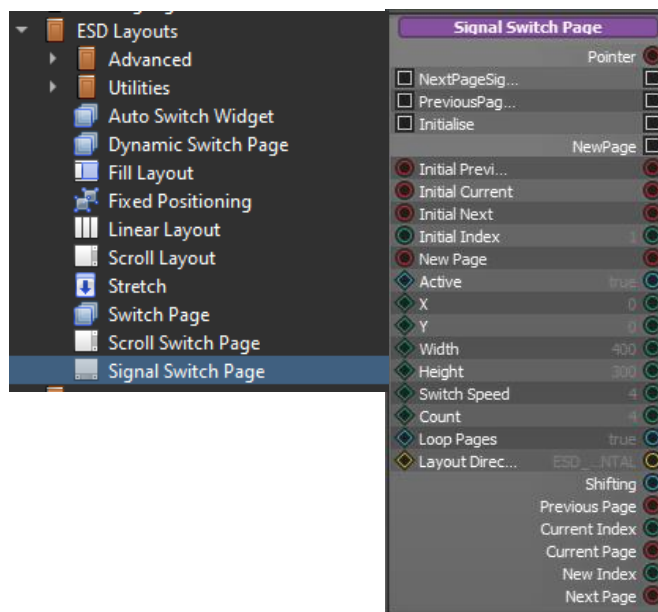 ESD Layouts
Advanced
Utilities
Auto Switch Widget
Dynamic Switch Page
Fill Layout
Fixed Positioning
Linear Layout
Scroll Layout
Stretch
Switch Page
Scroll Switch Page
Signal Switch Page
Signal Switch Page
Pointer
NextPageSig...
PreviousPag...
Initialise
NewPage
Initial Previ...
Initial Current
Initial Next
Initial Index 1
New Page
Active true
X 0
Y 0
Width 400
Height 300
Switch Speed 4
Count 4
Loop Pages true
Layout Direc... ESD_...NTAL
Shifting
Previous Page
Current Index
Current Page
New Index
Next Page